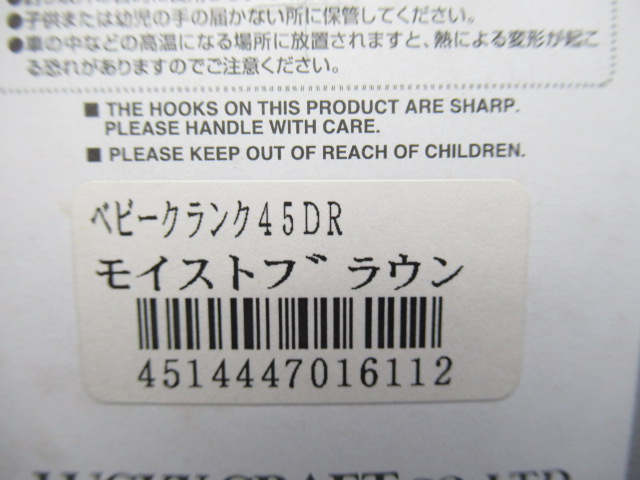 ●子供または幼児の手の届かない所に保管してください。
●車の中などの高温になる場所に放置されますと、熱による変形が起こ
る恐れがありますのでご注意ください。
■ THE HOOKS ON THIS PRODUCT ARE SHARP.
PLEASE HANDLE WITH CARE.
■ PLEASE KEEP OUT OF REACH OF CHILDREN.
ベビークランク45DR
モイストブラウン
4514447016112
LUCKY CRAFT CO.,LTD.